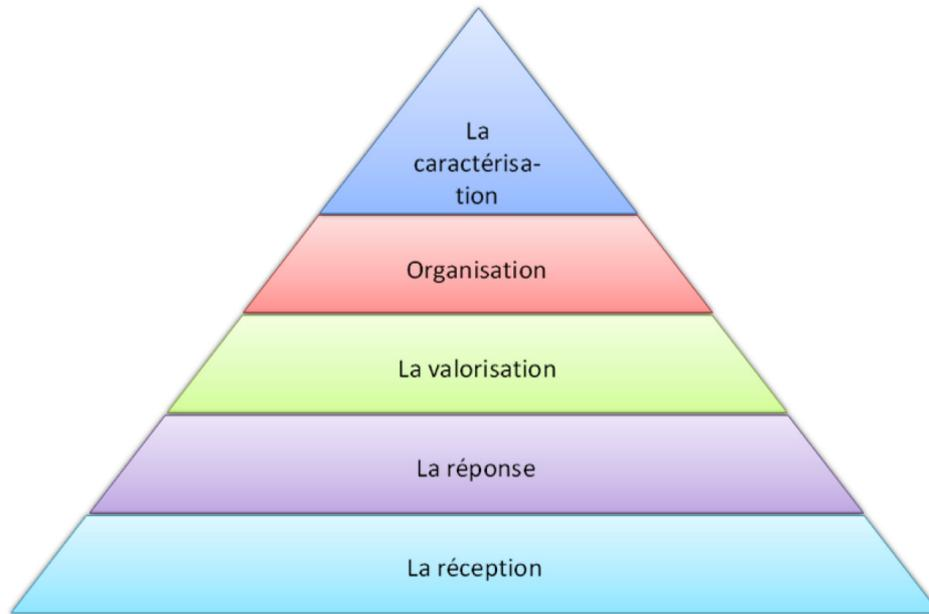 La
caractérisa-
tion
Organisation
La valorisation
La réponse
La réception